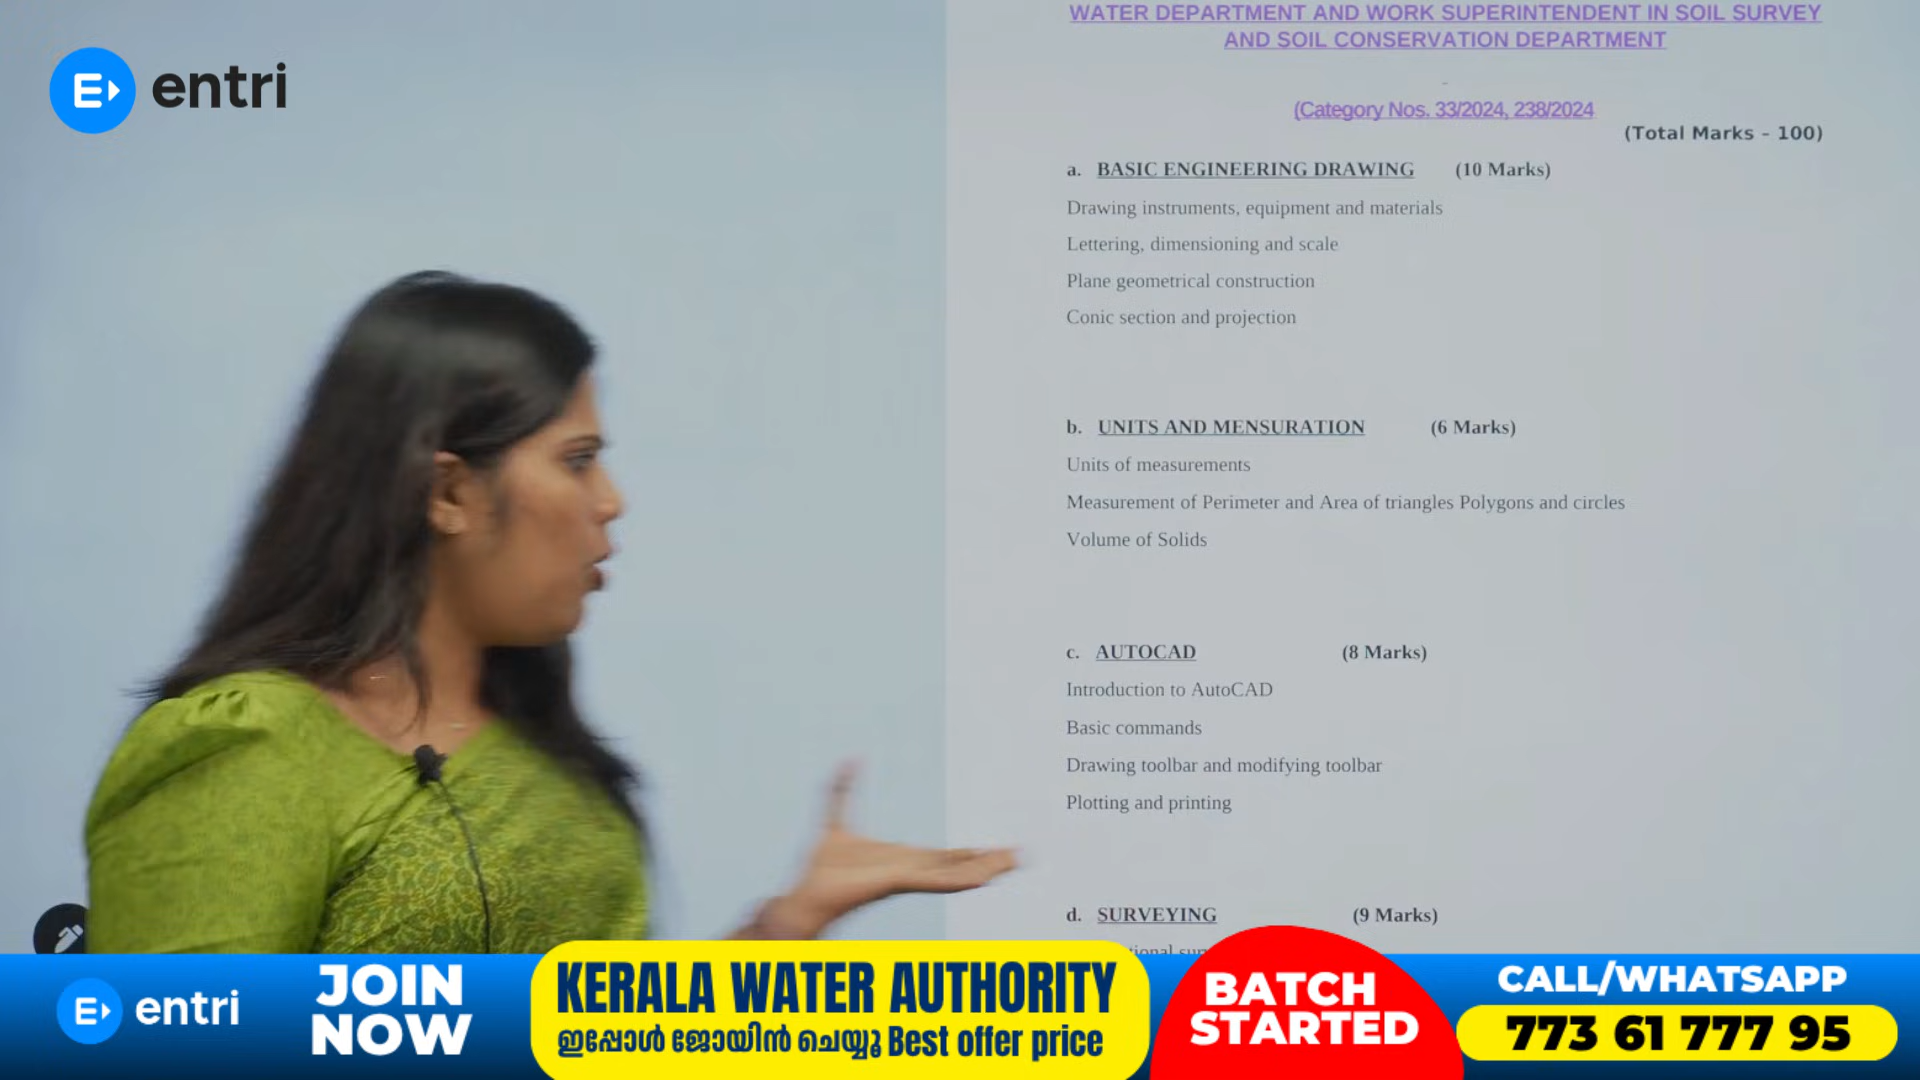 WATER DEPARTMENT AND WORK SUPERINTENDENT IN SOIL SURVEY
AND SOIL CONSERVATION DEPARTMENT
(Category Nos. 33/2024, 238/2024
(Total Marks - 100)
a. BASIC ENGINEERING DRAWING (10 Marks)
Drawing instruments, equipment and materials
Lettering, dimensioning and scale
Plane geometrical construction
Conic section and projection
b. UNITS AND MENSURATION (6 Marks)
Units of measurements
Measurement of Perimeter and Area of triangles Polygons and circles
Volume of Solids
c. AUTOCAD (8 Marks)
Introduction to AutoCAD
Basic commands
Drawing toolbar and modifying toolbar
Plotting and printing
d. SURVEYING (9 Marks)
entri
entri
JOIN
NOW
KERALA WATER AUTHORITY
ഇപ്പോൾ ജോയിൻ ചെയ്യൂ Best offer price
BATCH
STARTED
CALL/WHATSAPP
773 61 777 95